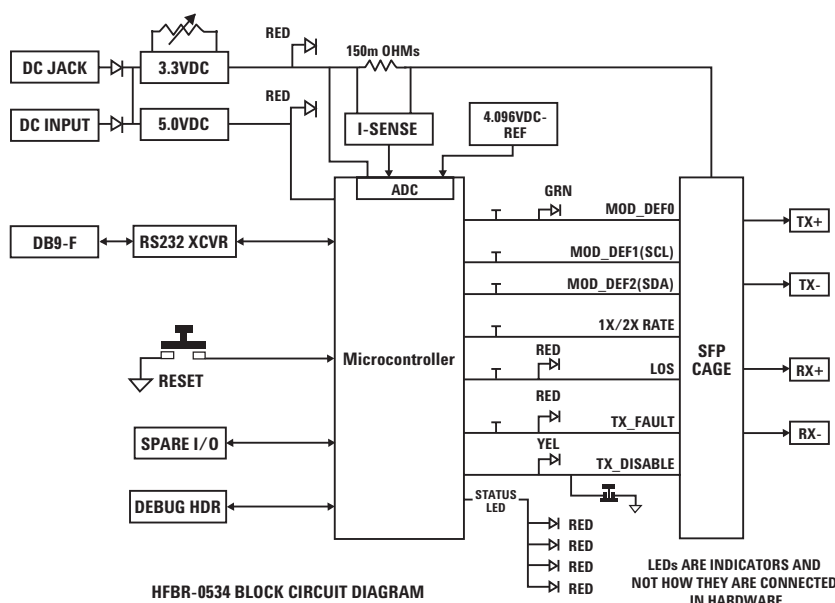 RED
150m OHMs
DC JACK
3.3VDC
RED
DC INPUT
5.0VDC
I-SENSE
4.096VDC-
REF
ADC
GRN
MOD_DEF0
TX+
DB9-F
RS232 XCVR
MOD_DEF1(SCL)
MOD_DEF2(SDA)
TX-
1X/2X RATE
Microcontroller
SFP
CAGE
RED
LOS
RX+
RESET
RED
TX_FAULT
RX-
SPARE I/O
YEL
TX_DISABLE
DEBUG HDR
STATUS
LED
RED
RED
RED
RED
HFBR-0534 BLOCK CIRCUIT DIAGRAM
LEDs ARE INDICATORS AND
NOT HOW THEY ARE CONNECTED
IN HARDWARE